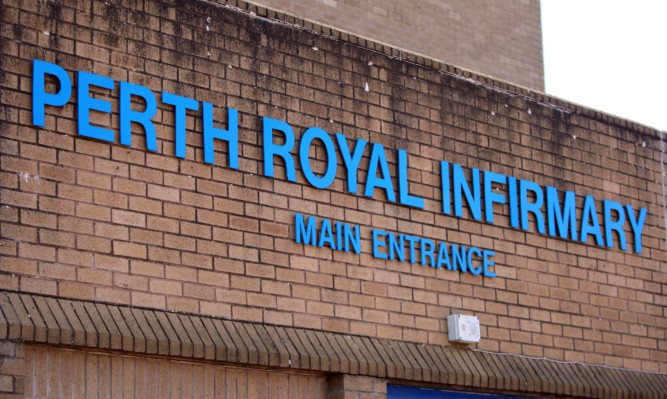 PERTH ROYAL INFIRMARY
MAIN ENTRANCE